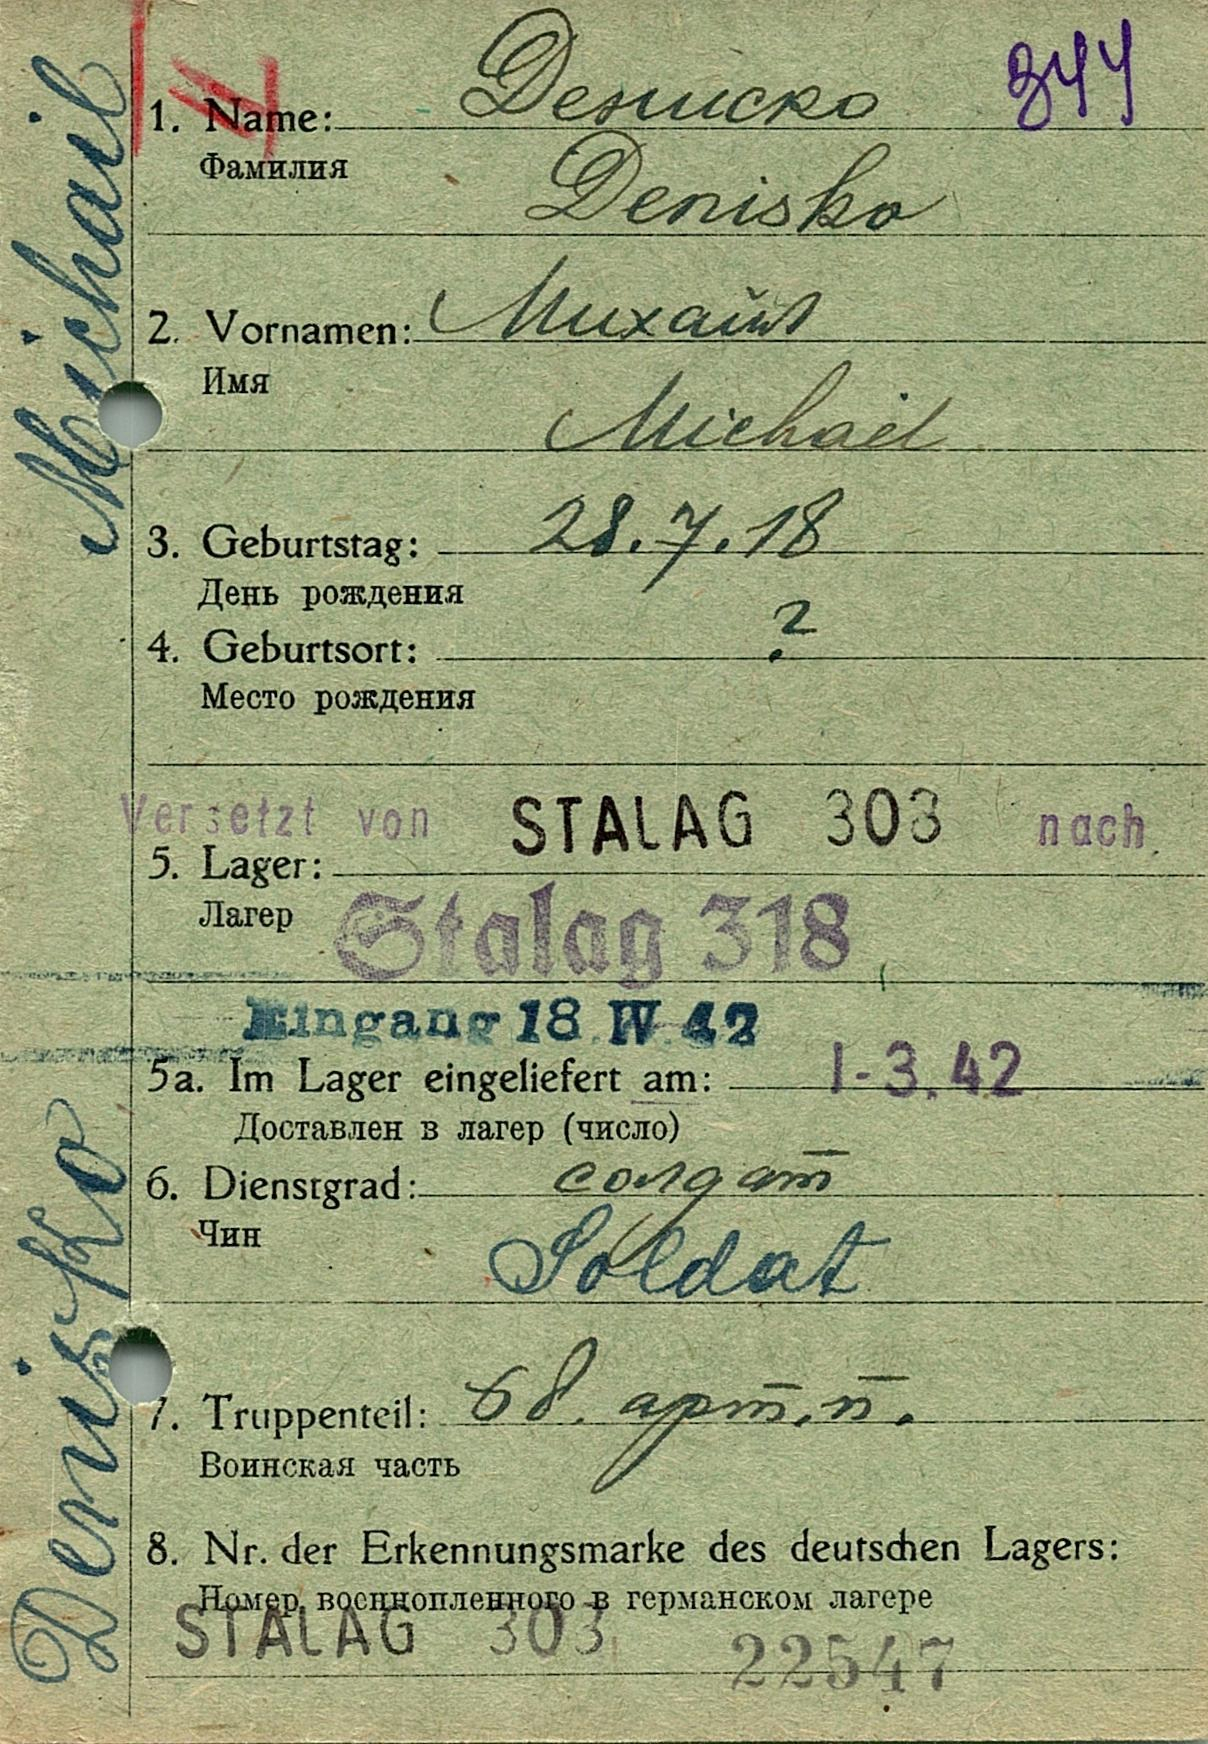 344
1. Name: Дениско
Фамилия
Denisko
2. Vornamen: Михайл
Имя
Michail
3. Geburtstag: 28.7.18
День рождения
4. Geburtsort: ?
Место рождения
Versetzt von STALAG 303 nach
5. Lager:
Лагер
Stalag 318
Eingang 18. IV. 42
5a. Im Lager eingeliefert am: 1-3.42
Доставлен в лагер (число)
6. Dienstgrad: солдат
Чин
Soldat
7. Truppenteil: 68. арт.п.
Воинская часть
8. Nr. der Erkennungsmarke des deutschen Lagers:
Номер военнопленного в германском лагере
STALAG 303 22547
Denisko Michail